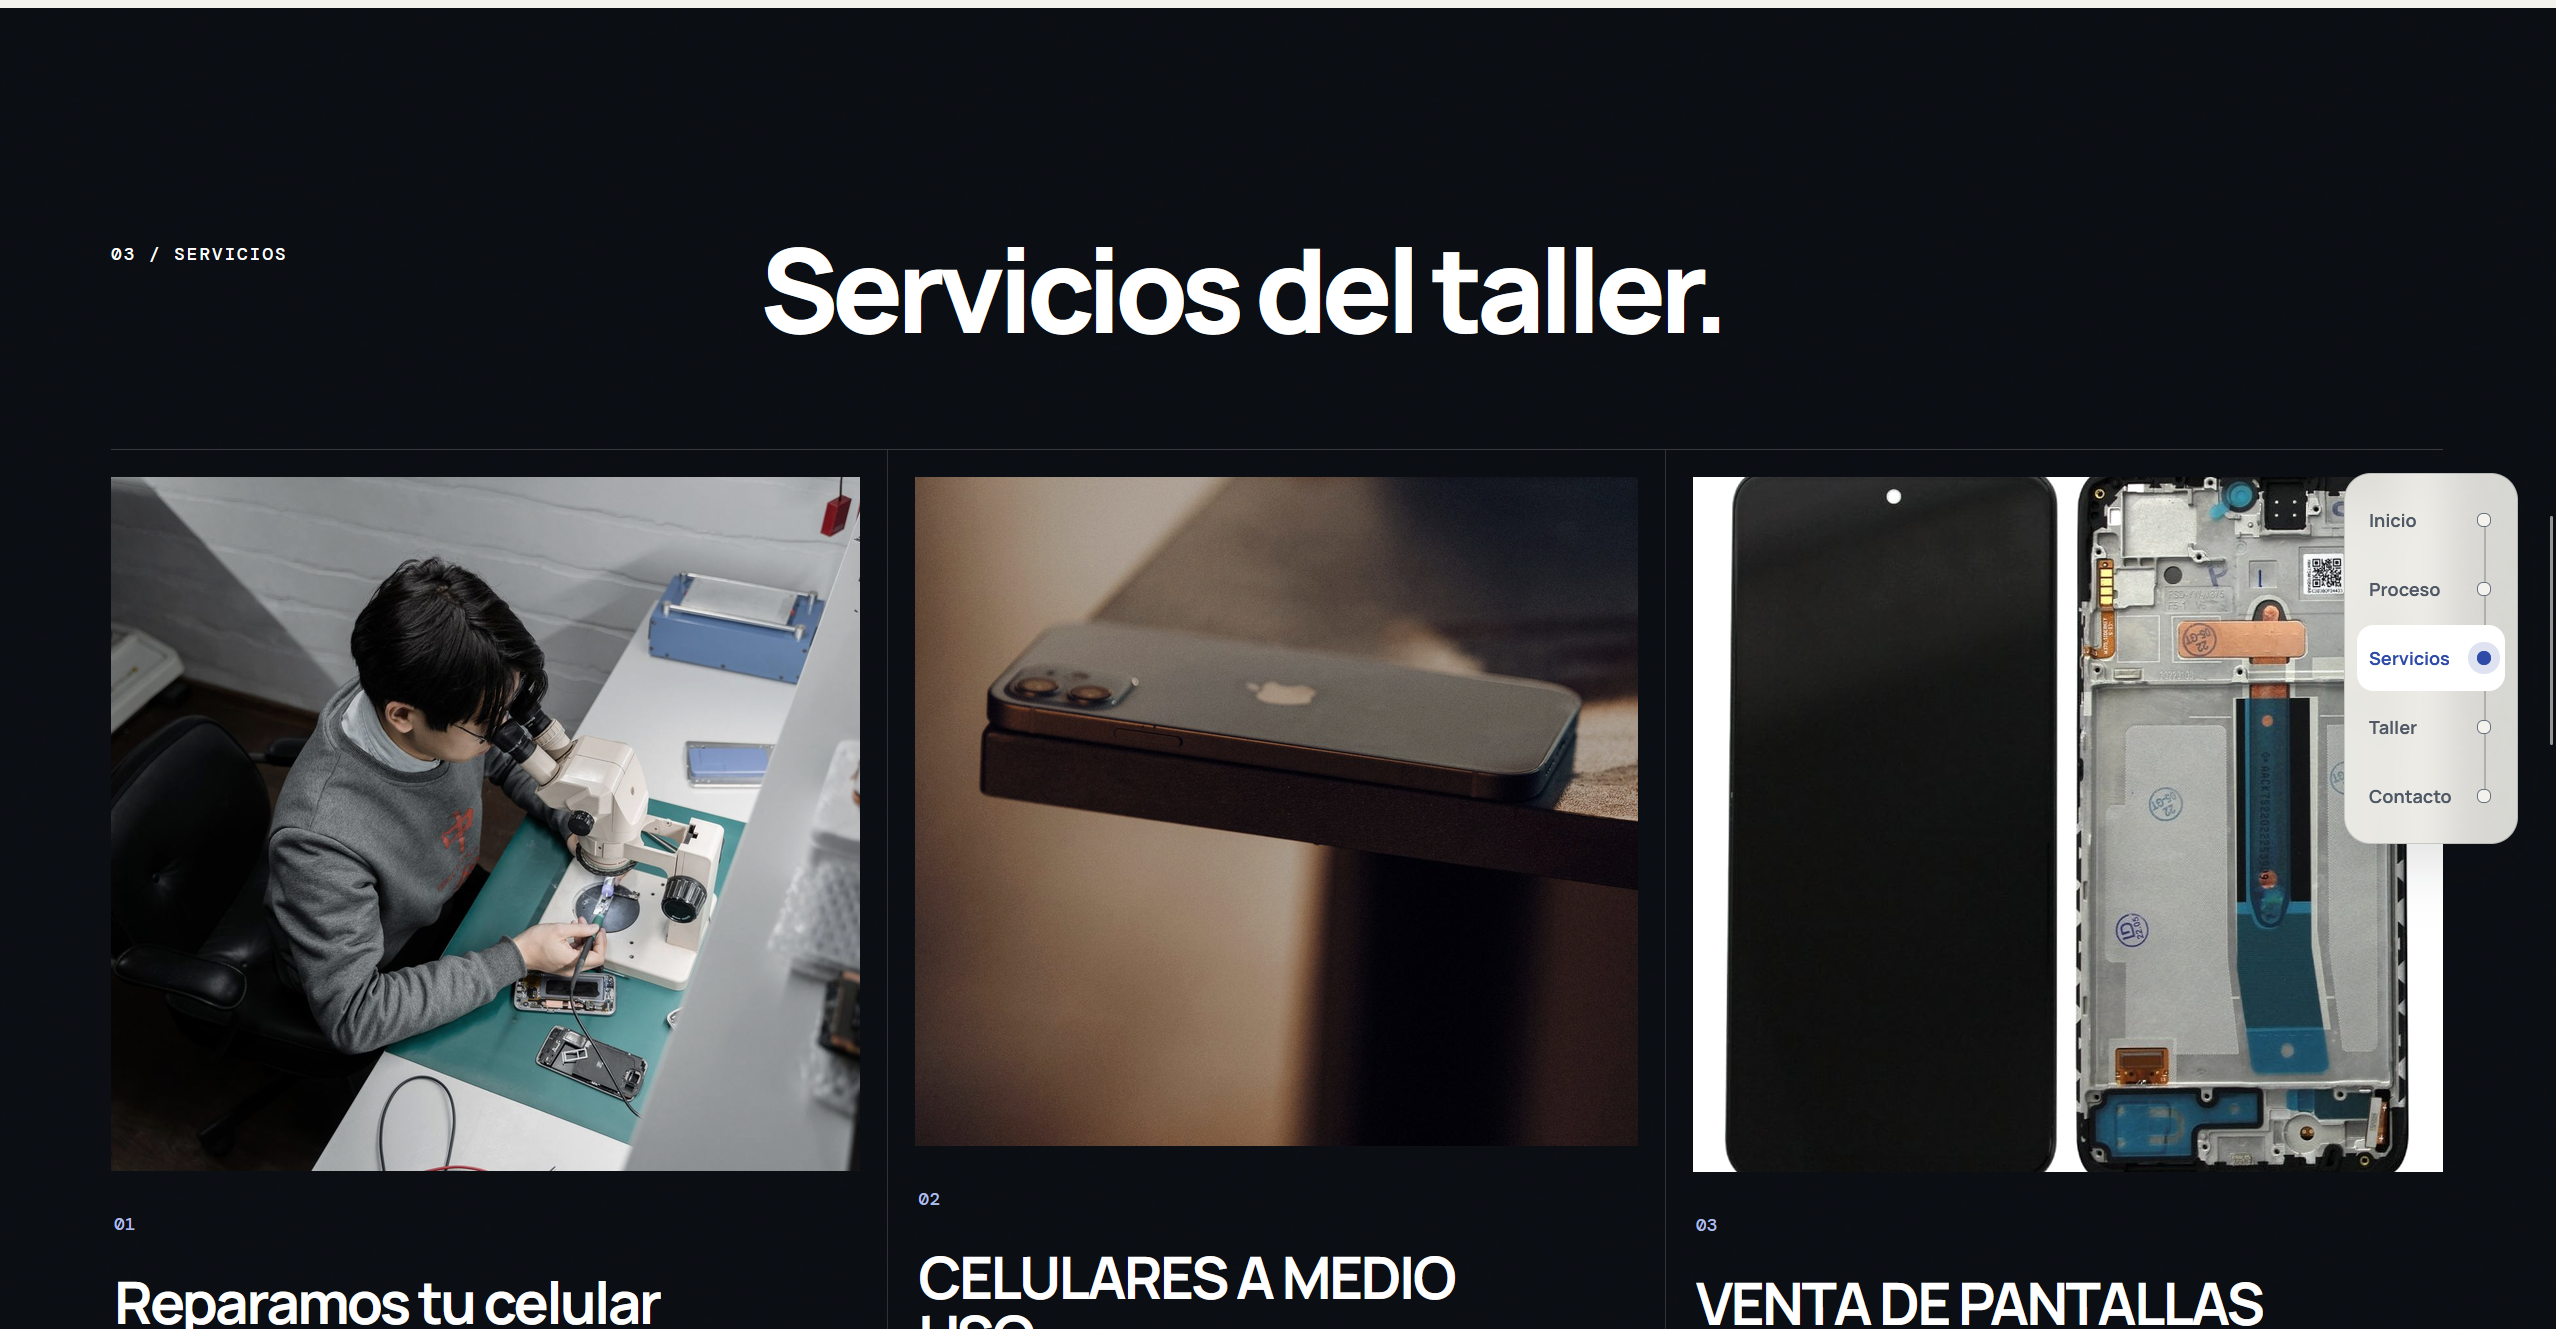 03 / SERVICIOS
Servicios del taller.
Inicio
Proceso
Servicios
Taller
Contacto
01
Reparamos tu celular
02
CELULARES A MEDIO
USO
03
VENTA DE PANTALLAS